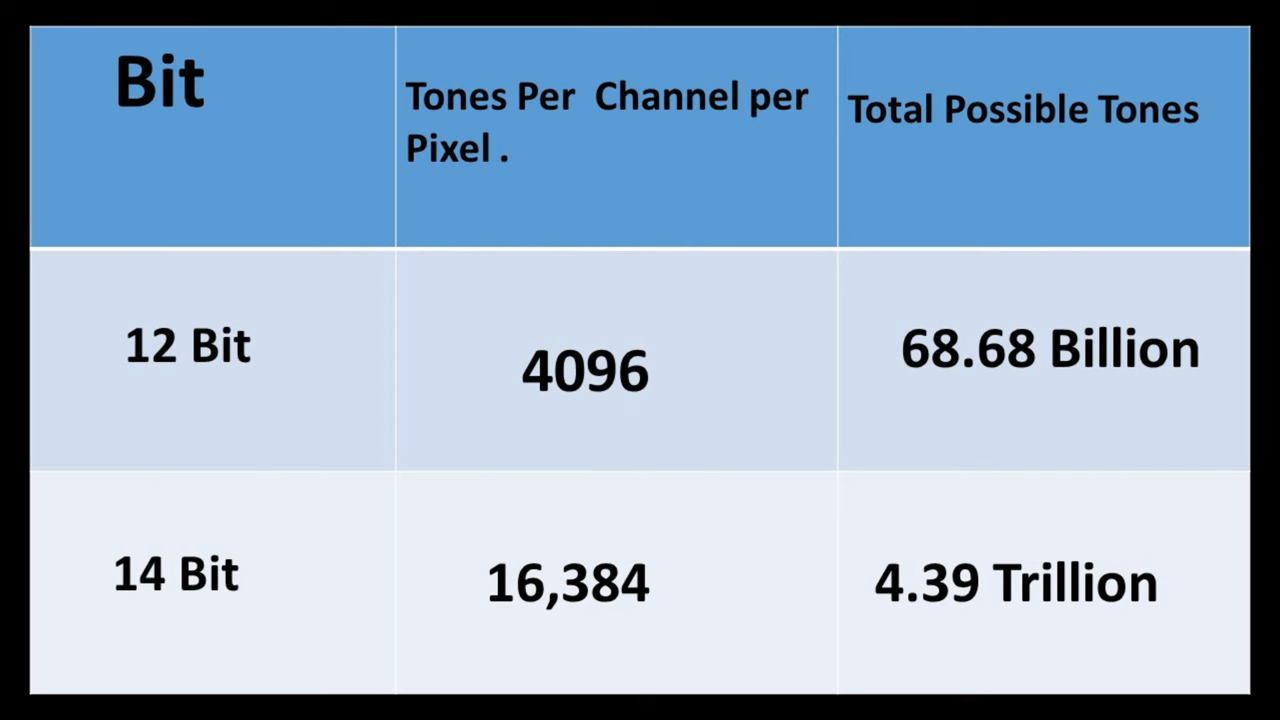 Bit
Tones Per Channel per
Pixel .
Total Possible Tones
12 Bit
4096
68.68 Billion
14 Bit
16,384
4.39 Trillion